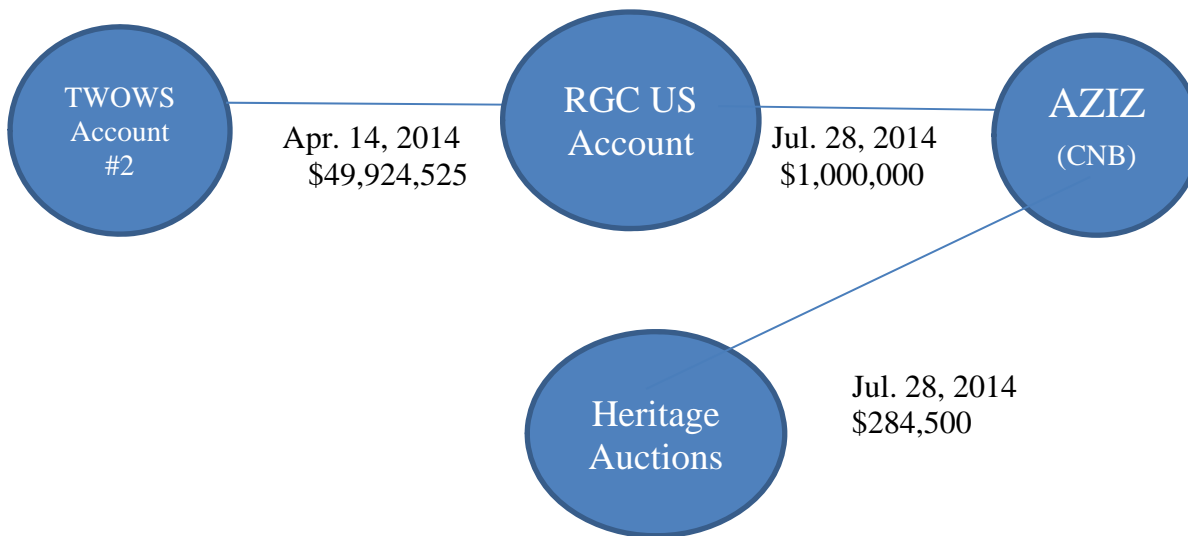 TWOWS
Account
#2
Apr. 14, 2014
$49,924,525
RGC US
Account
Jul. 28, 2014
$1,000,000
AZIZ
(CNB)
Heritage
Auctions
Jul. 28, 2014
$284,500